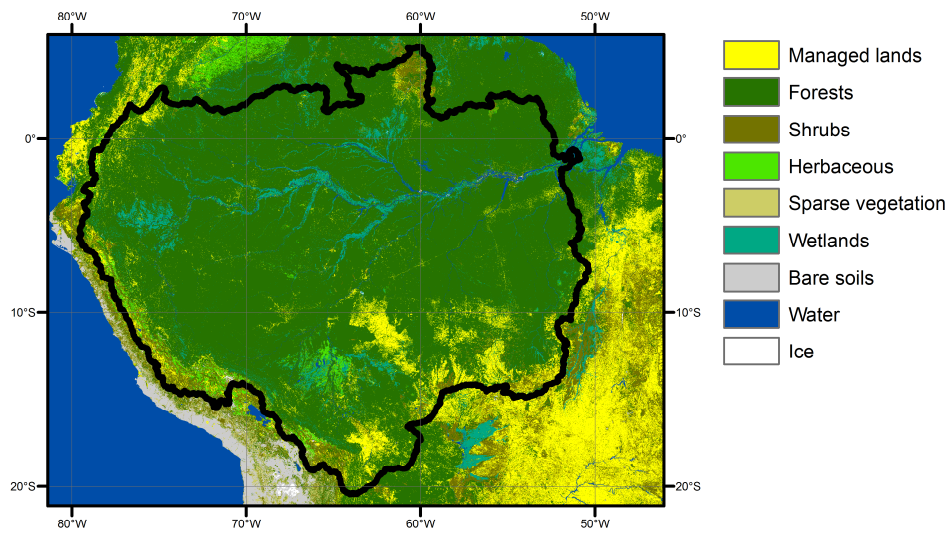 80°W 70°W 60°W 50°W
0° 0°
10°S 10°S
20°S 20°S
80°W 70°W 60°W 50°W
Managed lands
Forests
Shrubs
Herbaceous
Sparse vegetation
Wetlands
Bare soils
Water
Ice